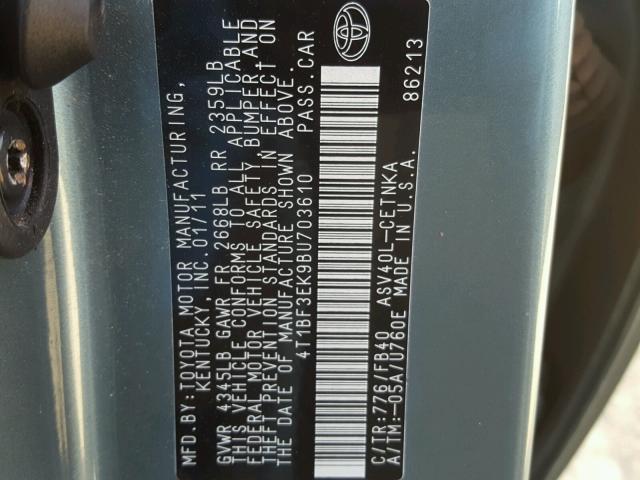 MFD. BY: TOYOTA MOTOR MANUFACTURING,
KENTUCKY, INC. 01/11
GVWR 4345LB GAWR FR 2668LB RR 2359LB
THIS VEHICLE CONFORMS TO ALL APPLICABLE
FEDERAL MOTOR VEHICLE SAFETY, BUMPER, AND
THEFT PREVENTION STANDARDS IN EFFECT ON
THE DATE OF MANUFACTURE SHOWN ABOVE.
4T1BF3EK9BU703610 PASS. CAR
C/TR: 776/FB40 ASV40L-CETNKA
A/TM: -05A/U760E MADE IN U.S.A.
86213